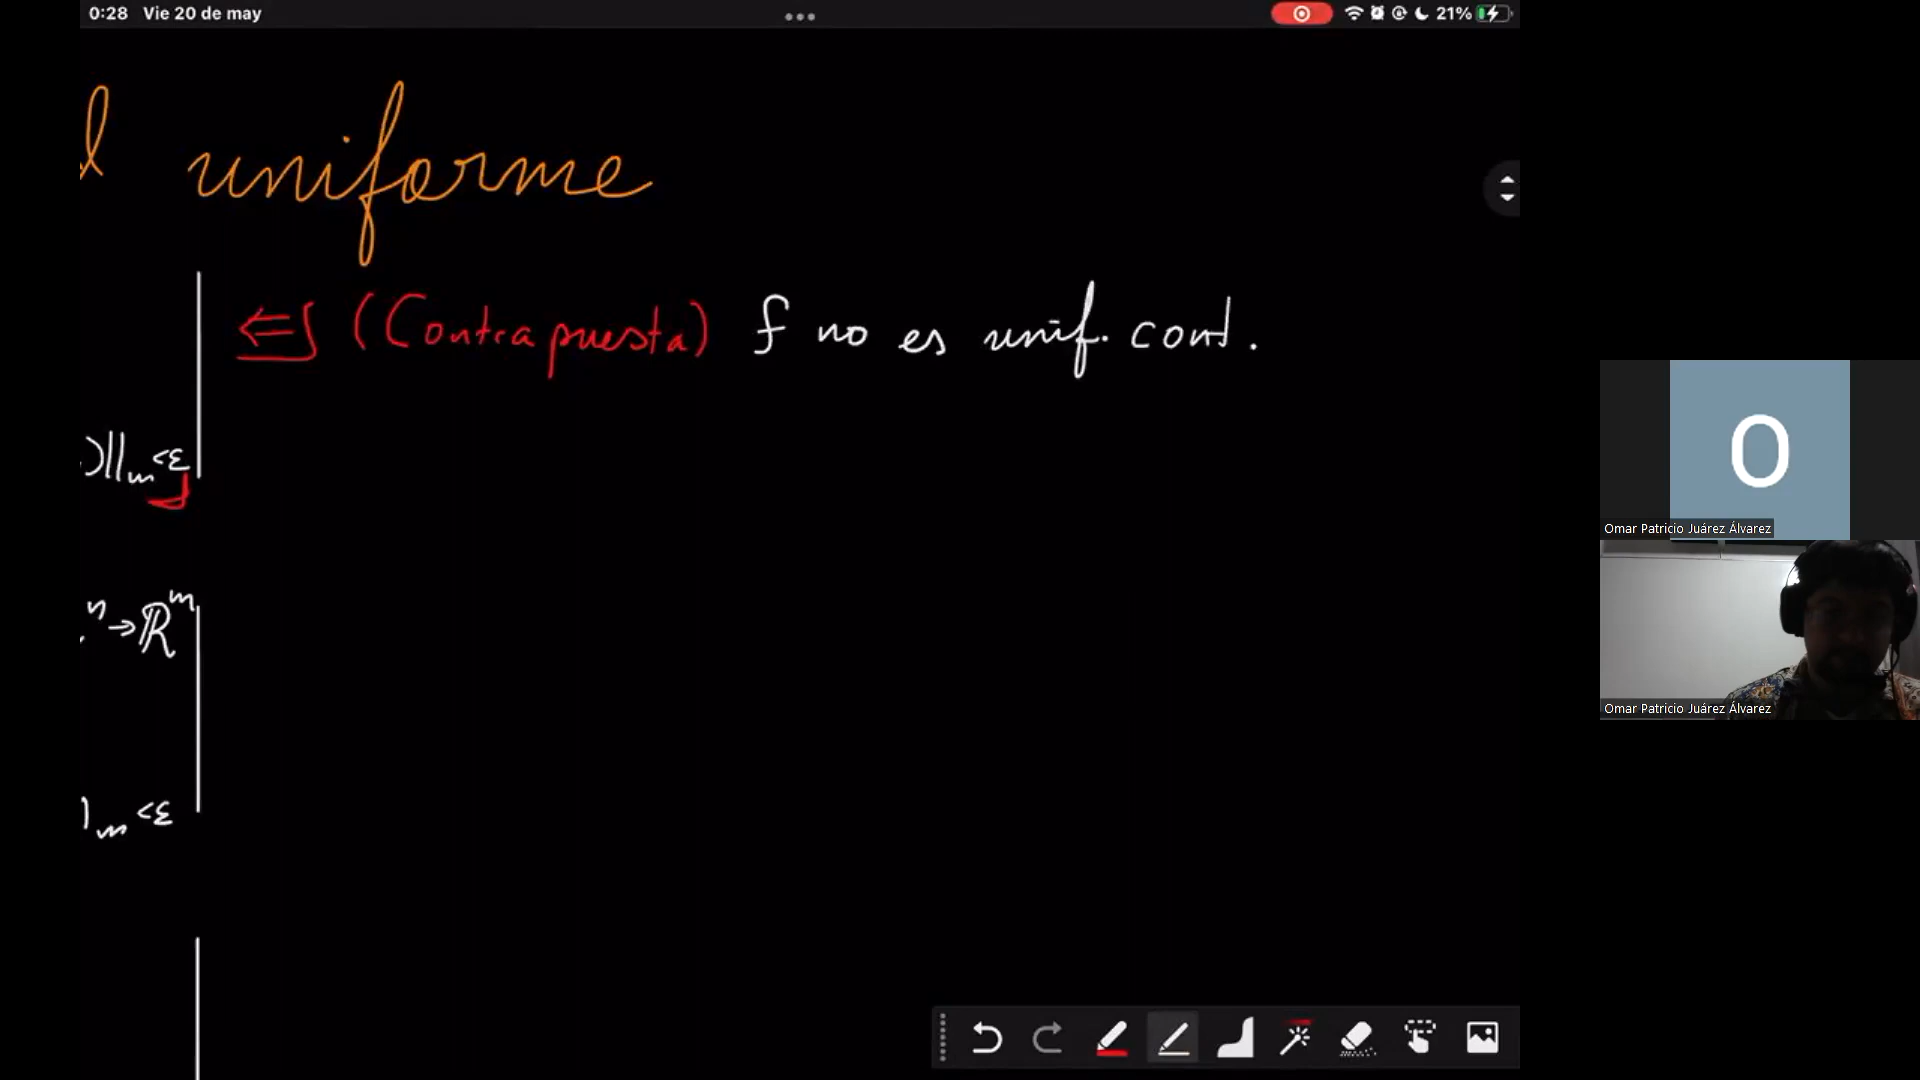 0:28 Vie 20 de may
21%
d uniforme
⇐] (Contrapuesta) f no es unif. cont.
)||ₘ<ε
ⁿ→ℝᵐ
)ₘ<ε
O
Omar Patricio Juárez Álvarez
Omar Patricio Juárez Álvarez